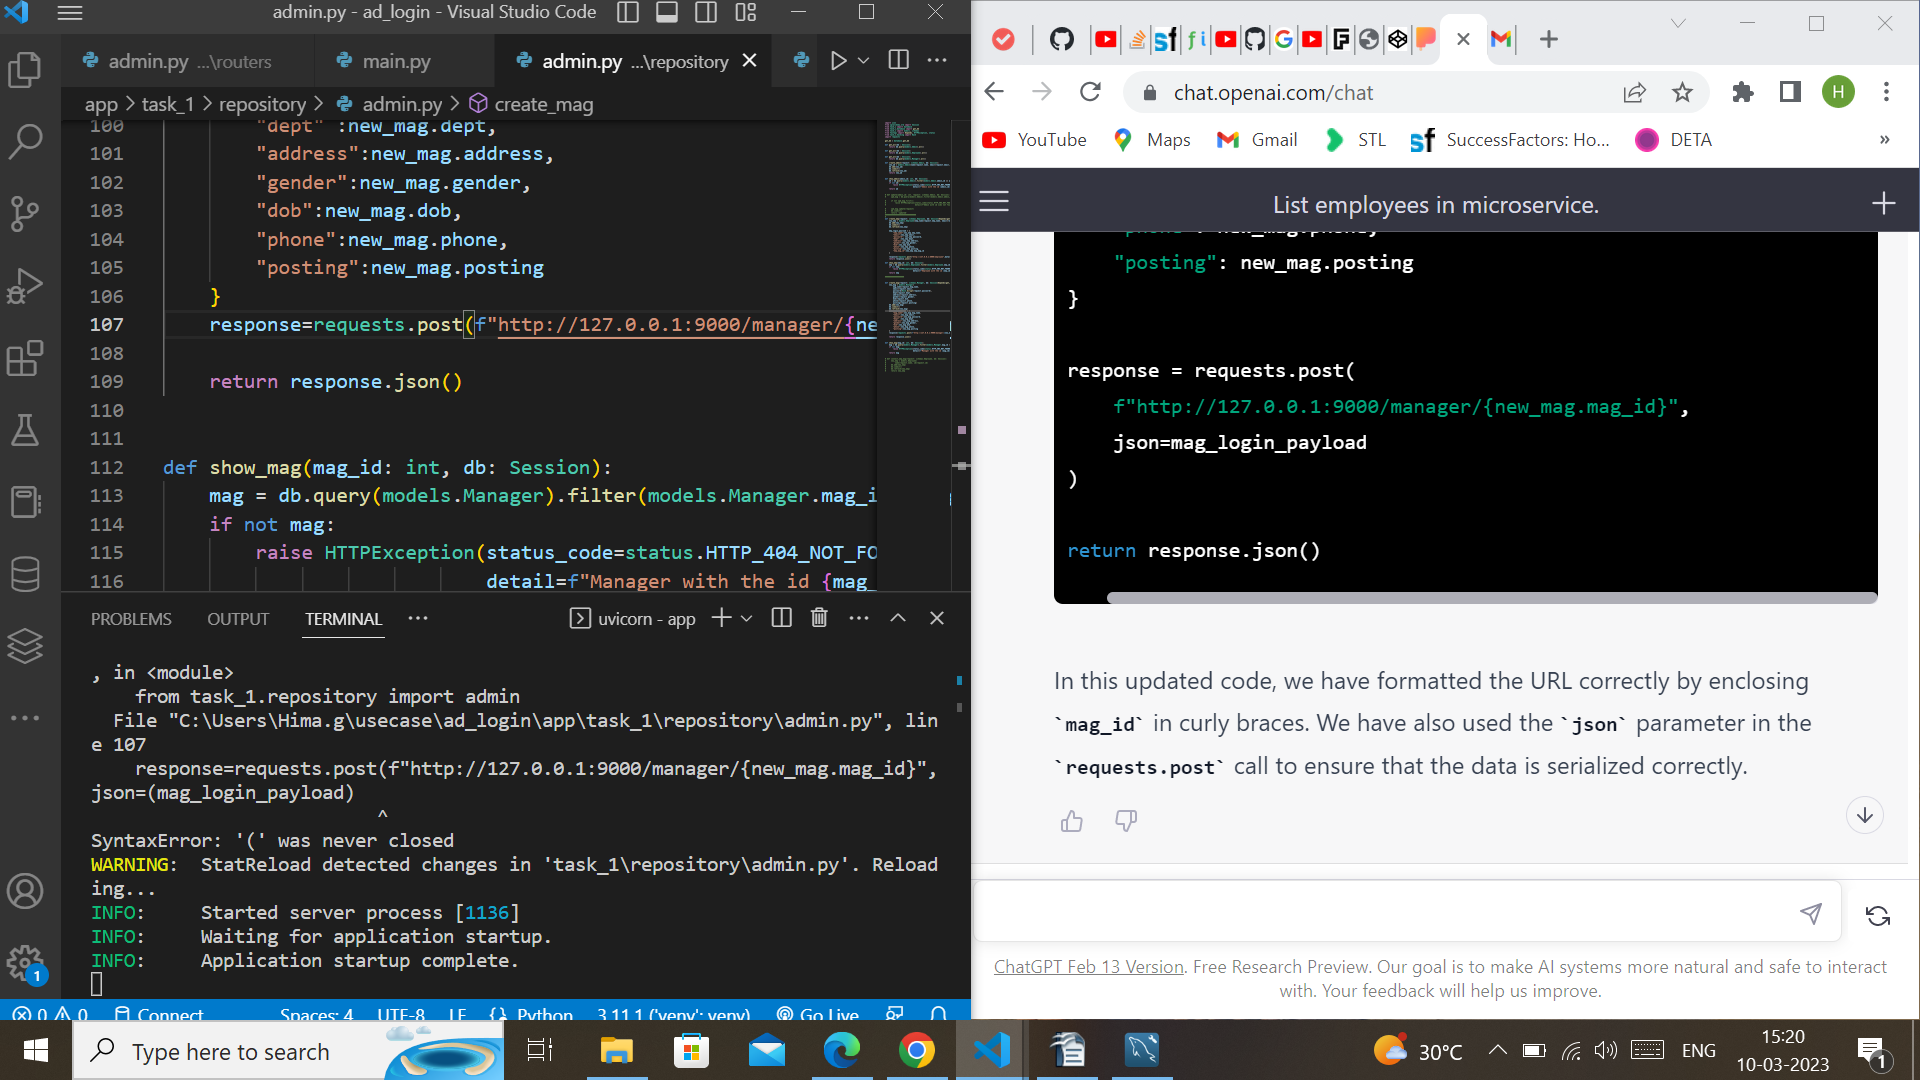 admin.py - ad_login - Visual Studio Code
admin.py ...\routers
main.py
admin.py ...\repository
app > task_1 > repository > admin.py > create_mag
100 "dept" :new_mag.dept,
101 "address":new_mag.address,
102 "gender":new_mag.gender,
103 "dob":new_mag.dob,
104 "phone":new_mag.phone,
105 "posting":new_mag.posting
106 }
107 response=requests.post(f"http://127.0.0.1:9000/manager/{ne
108
109 return response.json()
110
111
112 def show_mag(mag_id: int, db: Session):
113 mag = db.query(models.Manager).filter(models.Manager.mag_i
114 if not mag:
115 raise HTTPException(status_code=status.HTTP_404_NOT_FO
116 detail=f"Manager with the id {mag_
PROBLEMS OUTPUT TERMINAL ...
uvicorn - app
, in <module>
from task_1.repository import admin
File "C:\Users\Hima.g\usecase\ad_login\app\task_1\repository\admin.py", lin
e 107
response=requests.post(f"http://127.0.0.1:9000/manager/{new_mag.mag_id}",
json=(mag_login_payload)
^
SyntaxError: '(' was never closed
WARNING: StatReload detected changes in 'task_1\repository\admin.py'. Reload
ing...
INFO: Started server process [1136]
INFO: Waiting for application startup.
INFO: Application startup complete.
1
0 0 Connect Spaces: 4 UTF-8 LF {} Python 3.11.1 ('venv': venv) Go Live
chat.openai.com/chat
H
YouTube Maps Gmail STL SuccessFactors: Ho... DETA »
List employees in microservice.
"phone": new_mag.phone,
"posting": new_mag.posting
}
response = requests.post(
f"http://127.0.0.1:9000/manager/{new_mag.mag_id}",
json=mag_login_payload
)
return response.json()
In this updated code, we have formatted the URL correctly by enclosing
`mag_id` in curly braces. We have also used the `json` parameter in the
`requests.post` call to ensure that the data is serialized correctly.
ChatGPT Feb 13 Version. Free Research Preview. Our goal is to make AI systems more natural and safe to interact
with. Your feedback will help us improve.
Type here to search
30°C
ENG
15:20
10-03-2023
1